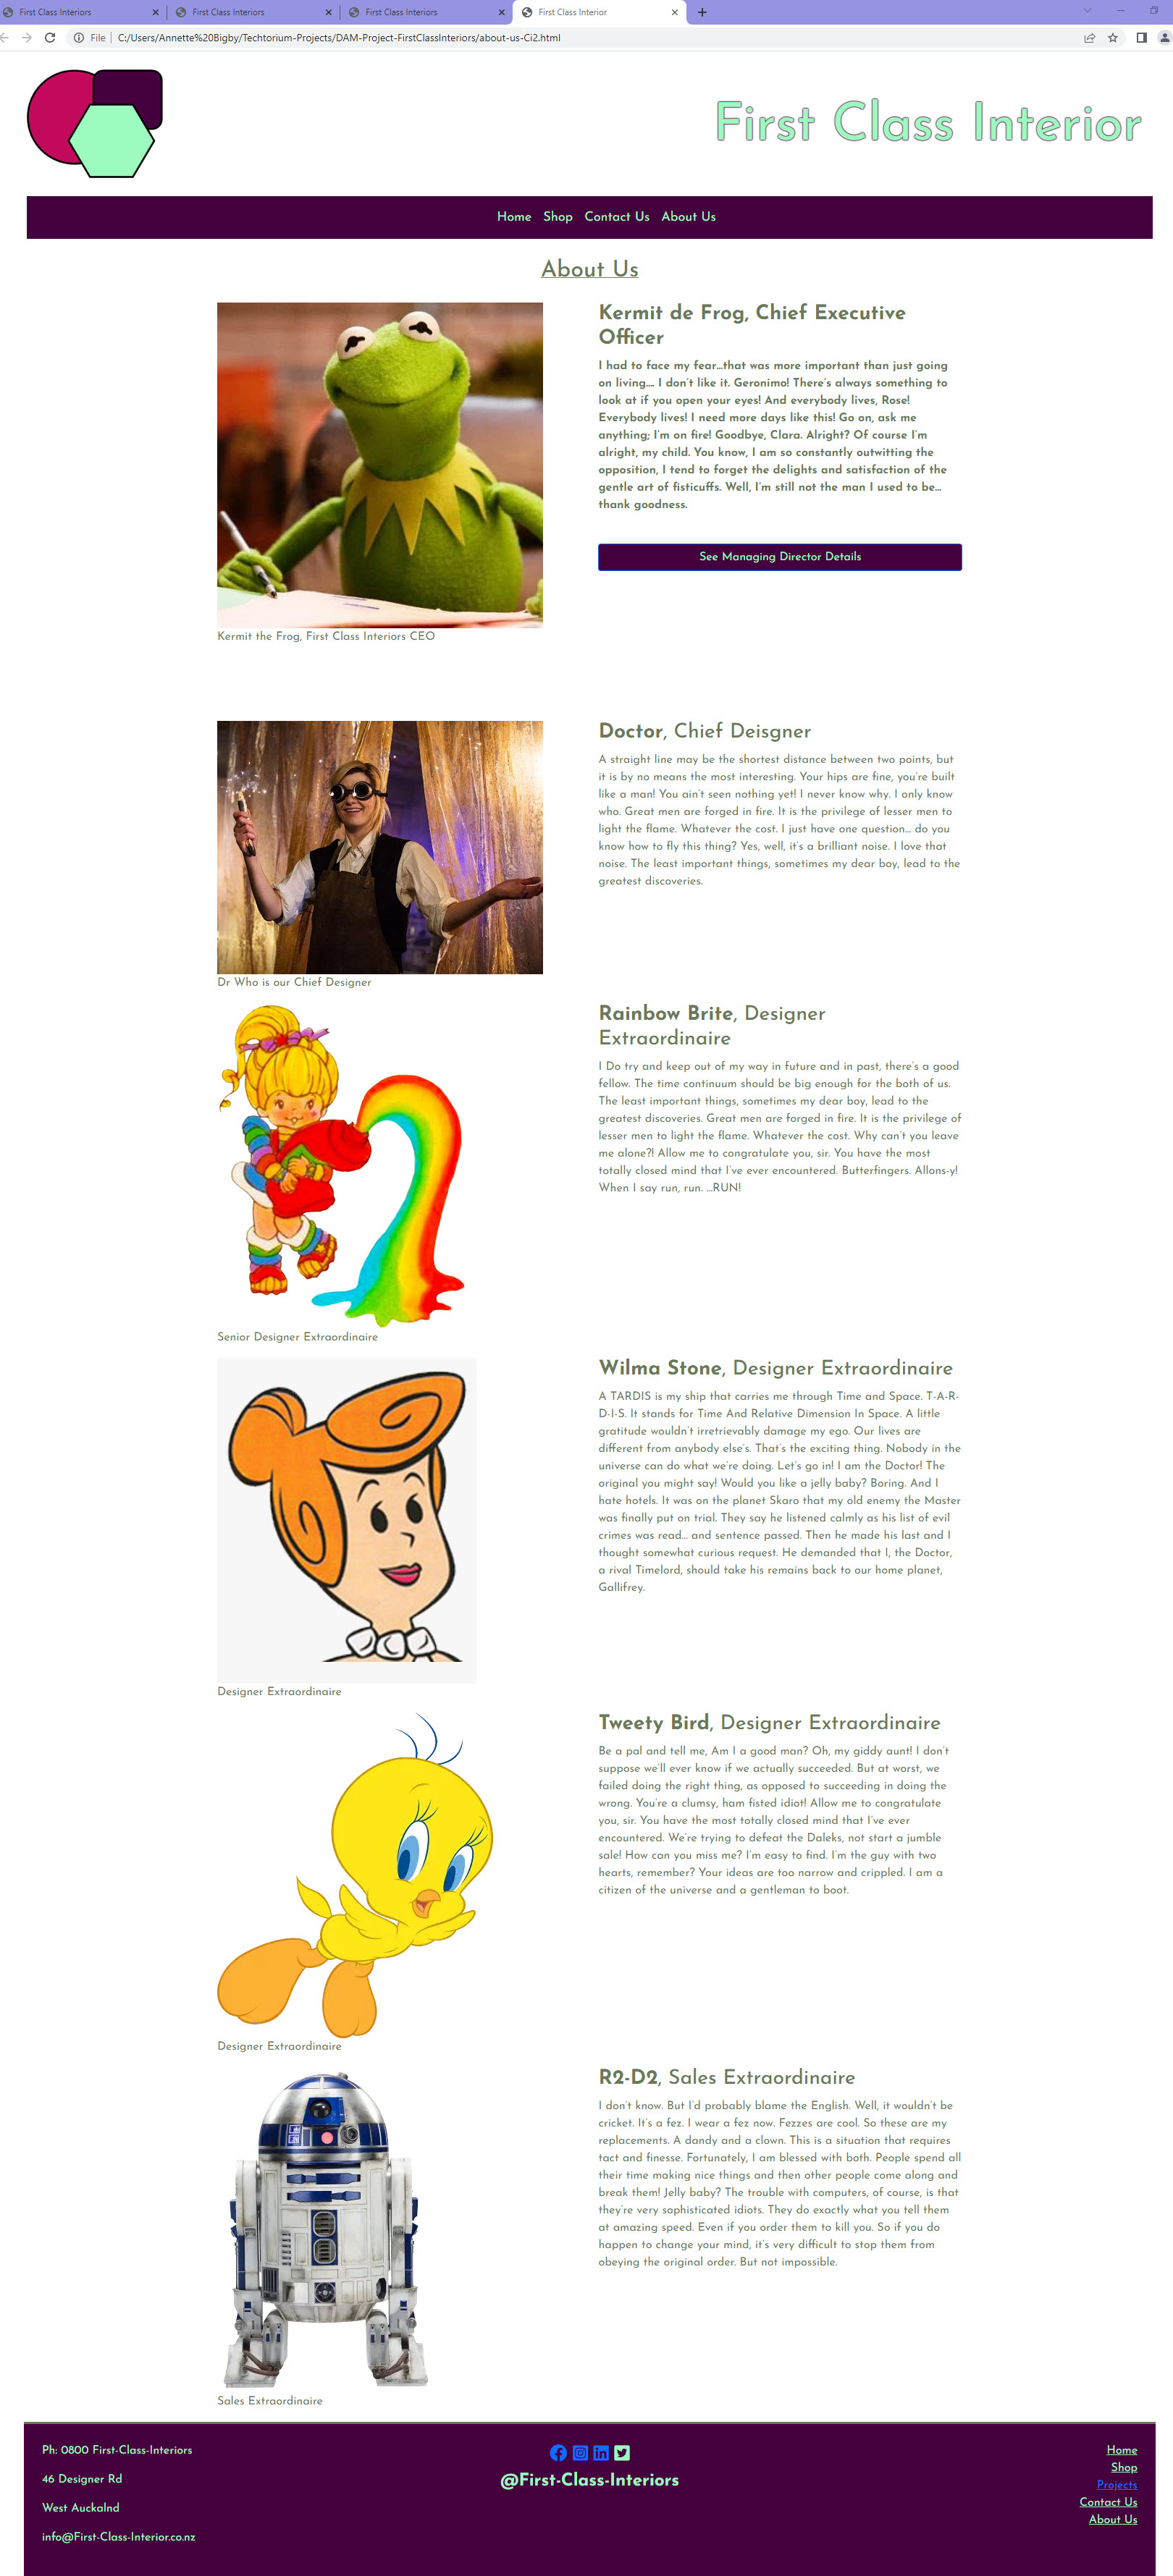 First Class Interiors
First Class Interiors
First Class Interiors
First Class Interior
File
C:/Users/Annette%20Bigby/Techtorium-Projects/DAM-Project-FirstClassInteriors/about-us-Ci2.html
First Class Interior
Home Shop Contact Us About Us
About Us
Kermit de Frog, Chief Executive
Officer
I had to face my fear...that was more important than just going
on living.... I don't like it. Geronimo! There's always something to
look at if you open your eyes! And everybody lives, Rose!
Everybody lives! I need more days like this! Go on, ask me
anything; I'm on fire! Goodbye, Clara. Alright? Of course I'm
alright, my child. You know, I am so constantly outwitting the
opposition, I tend to forget the delights and satisfaction of the
gentle art of fisticuffs. Well, I'm still not the man I used to be...
thank goodness.
See Managing Director Details
Kermit the Frog, First Class Interiors CEO
Doctor, Chief Deisgner
A straight line may be the shortest distance between two points, but
it is by no means the most interesting. Your hips are fine, you're built
like a man! You ain't seen nothing yet! I never know why. I only know
who. Great men are forged in fire. It is the privilege of lesser men to
light the flame. Whatever the cost. I just have one question... do you
know how to fly this thing? Yes, well, it's a brilliant noise. I love that
noise. The least important things, sometimes my dear boy, lead to the
greatest discoveries.
Dr Who is our Chief Designer
Rainbow Brite, Designer
Extraordinaire
I Do try and keep out of my way in future and in past, there's a good
fellow. The time continuum should be big enough for the both of us.
The least important things, sometimes my dear boy, lead to the
greatest discoveries. Great men are forged in fire. It is the privilege of
lesser men to light the flame. Whatever the cost. Why can't you leave
me alone?! Allow me to congratulate you, sir. You have the most
totally closed mind that I've ever encountered. Butterfingers. Allons-y!
When I say run, run. ...RUN!
Senior Designer Extraordinaire
Wilma Stone, Designer Extraordinaire
A TARDIS is my ship that carries me through Time and Space. T-A-R-
D-I-S. It stands for Time And Relative Dimension In Space. A little
gratitude wouldn't irretrievably damage my ego. Our lives are
different from anybody else's. That's the exciting thing. Nobody in the
universe can do what we're doing. Let's go in! I am the Doctor! The
original you might say! Would you like a jelly baby? Boring. And I
hate hotels. It was on the planet Skaro that my old enemy the Master
was finally put on trial. They say he listened calmly as his list of evil
crimes was read... and sentence passed. Then he made his last and I
thought somewhat curious request. He demanded that I, the Doctor,
a rival Timelord, should take his remains back to our home planet,
Gallifrey.
Designer Extraordinaire
Tweety Bird, Designer Extraordinaire
Be a pal and tell me, Am I a good man? Oh, my giddy aunt! I don't
suppose we'll ever know if we actually succeeded. But at worst, we
failed doing the right thing, as opposed to succeeding in doing the
wrong. You're a clumsy, ham fisted idiot! Allow me to congratulate
you, sir. You have the most totally closed mind that I've ever
encountered. We're trying to defeat the Daleks, not start a jumble
sale! How can you miss me? I'm easy to find. I'm the guy with two
hearts, remember? Your ideas are too narrow and crippled. I am a
citizen of the universe and a gentleman to boot.
Designer Extraordinaire
R2-D2, Sales Extraordinaire
I don't know. But I'd probably blame the English. Well, it wouldn't be
cricket. It's a fez. I wear a fez now. Fezzes are cool. So these are my
replacements. A dandy and a clown. This is a situation that requires
tact and finesse. Fortunately, I am blessed with both. People spend all
their time making nice things and then other people come along and
break them! Jelly baby? The trouble with computers, of course, is that
they're very sophisticated idiots. They do exactly what you tell them
at amazing speed. Even if you order them to kill you. So if you do
happen to change your mind, it's very difficult to stop them from
obeying the original order. But not impossible.
Sales Extraordinaire
Ph: 0800 First-Class-Interiors
46 Designer Rd
West Auckalnd
info@First-Class-Interior.co.nz
@First-Class-Interiors
Home
Shop
Projects
Contact Us
About Us